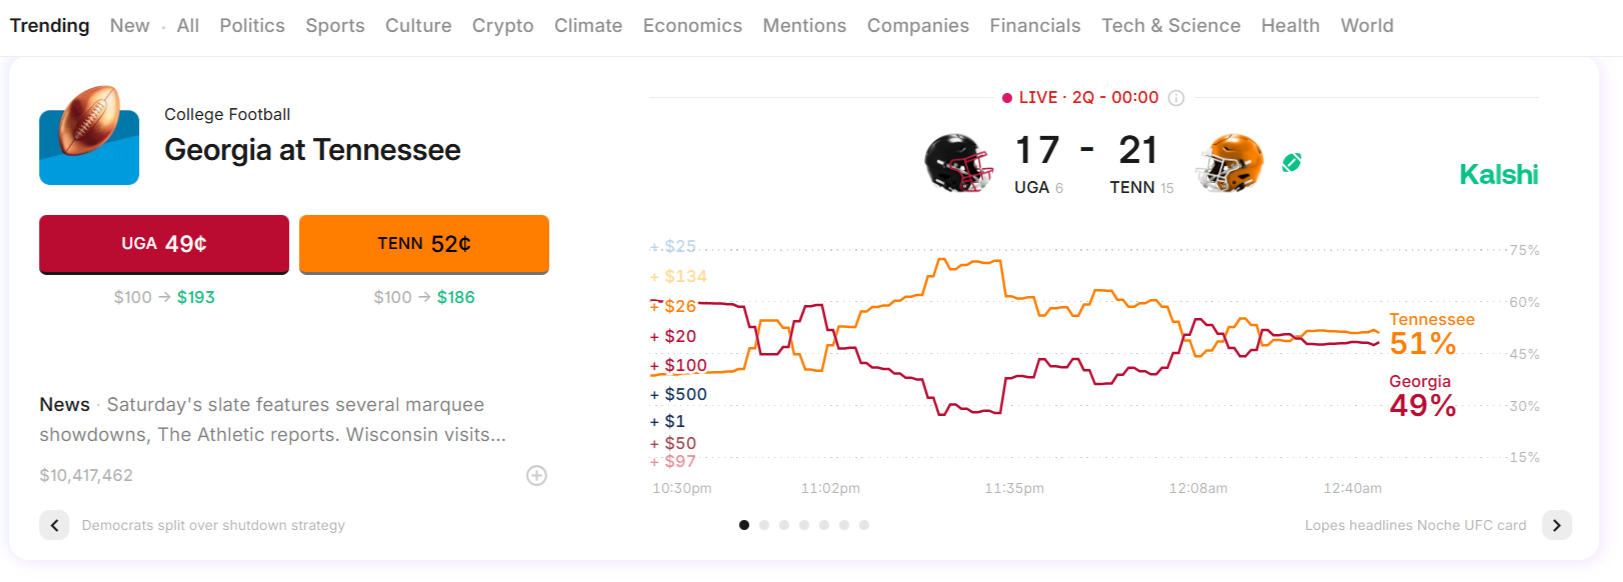 Trending New · All Politics Sports Culture Crypto Climate Economics Mentions Companies Financials Tech & Science Health World
College Football
Georgia at Tennessee
UGA 49¢
TENN 52¢
$100 → $193
$100 → $186
News · Saturday's slate features several marquee
showdowns, The Athletic reports. Wisconsin visits...
$10,417,462
LIVE · 2Q - 00:00
17 - 21
UGA 6
TENN 15
Kalshi
+ $25
+ $134
+ $26
+ $20
+ $100
+ $500
+ $1
+ $50
+ $97
75%
60%
45%
30%
15%
Tennessee
51%
Georgia
49%
10:30pm 11:02pm 11:35pm 12:08am 12:40am
Democrats split over shutdown strategy
Lopes headlines Noche UFC card